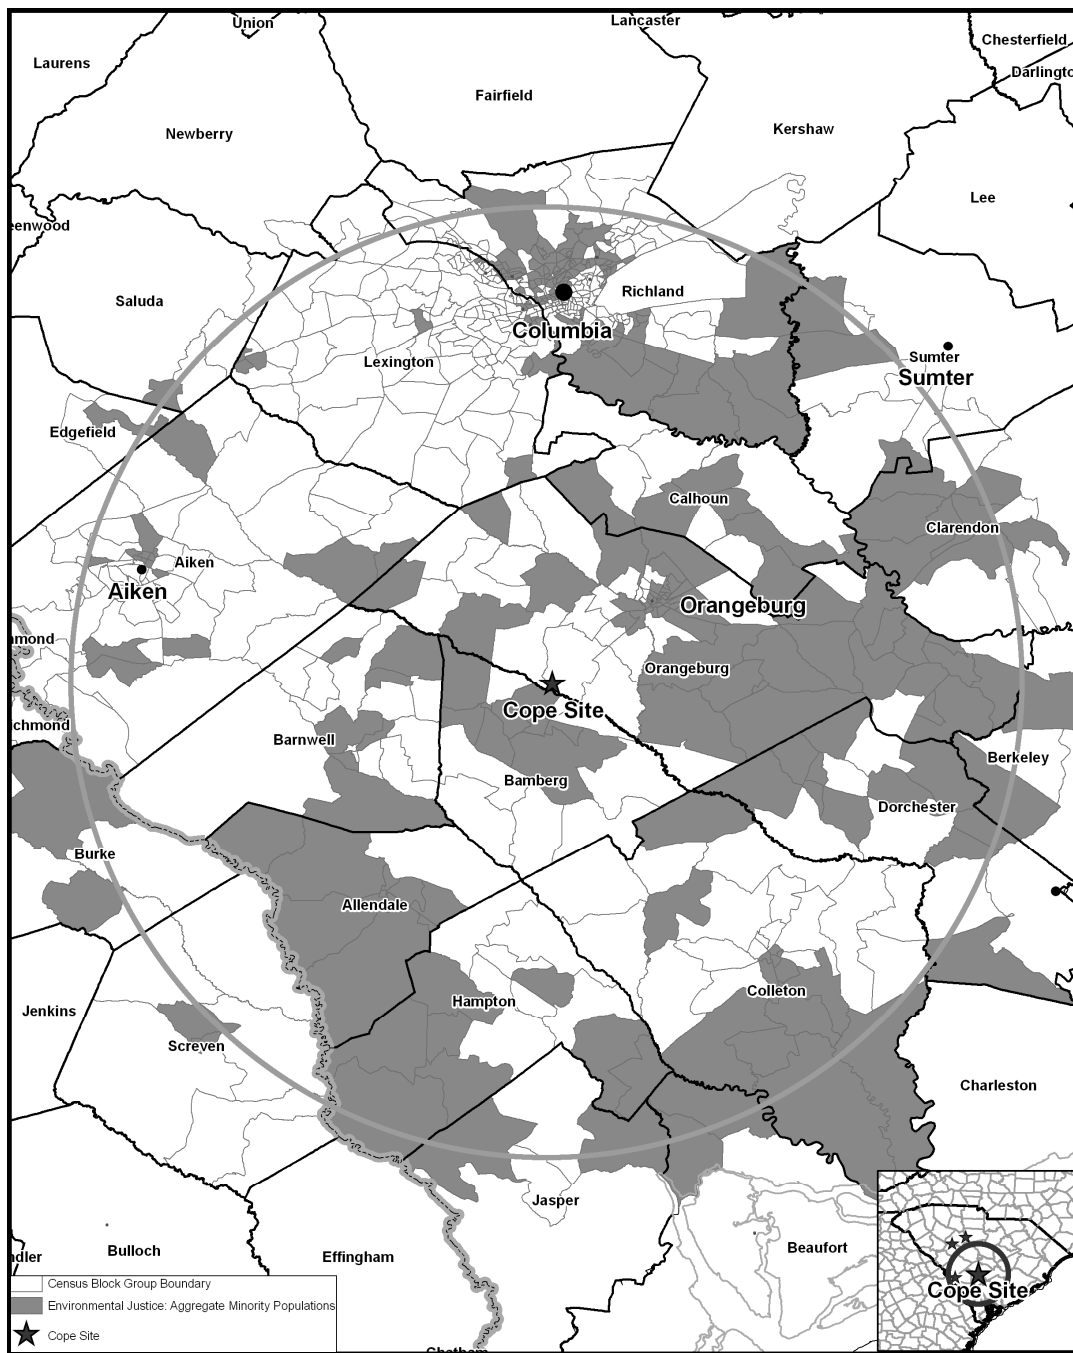 Union
Lancaster
Chesterfield
Laurens
Darlingto
Fairfield
Newberry
Kershaw
Lee
eenwood
Saluda
Richland
Columbia
Lexington
Sumter
Sumter
Edgefield
Calhoun
Clarendon
Aiken
Aiken
Orangeburg
mond
Orangeburg
Cope Site
ichmond
Barnwell
Berkeley
Bamberg
Dorchester
Burke
Allendale
Colleton
Hampton
Jenkins
Screven
Charleston
Jasper
Beaufort
Bulloch
Effingham
ndler
Cope Site
Census Block Group Boundary
Environmental Justice: Aggregate Minority Populations
Cope Site
Chatham